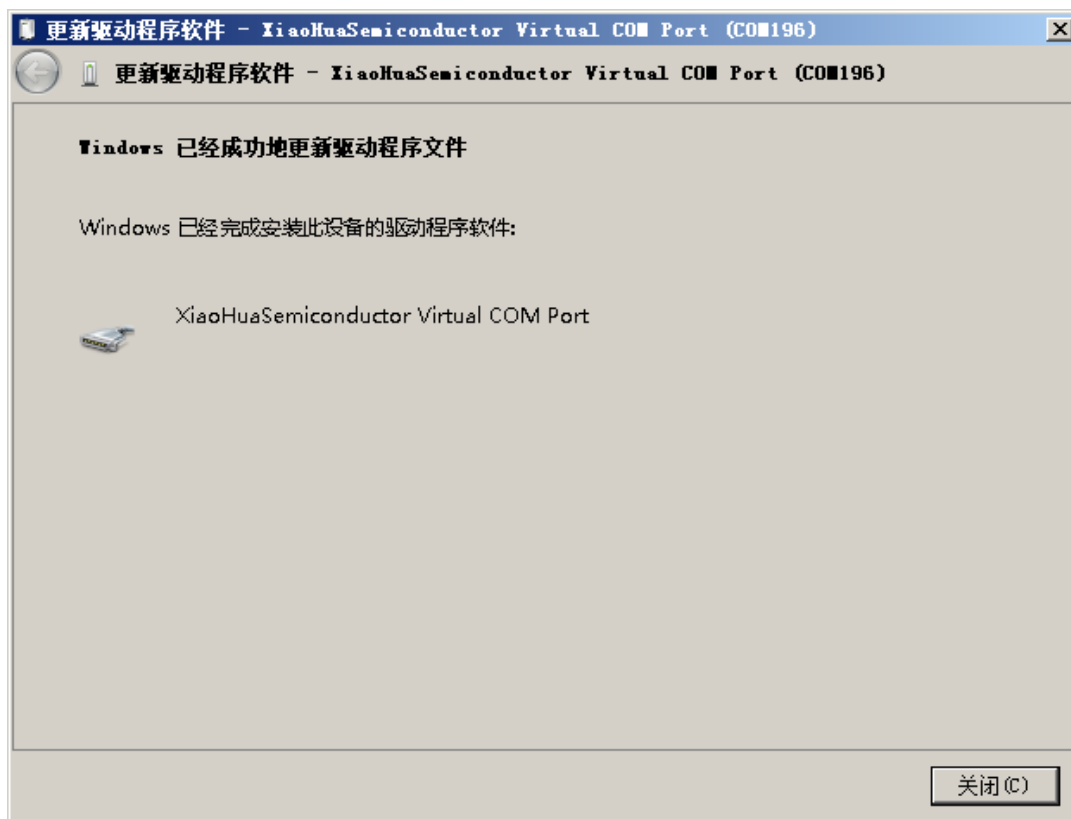 更新驱动程序软件 - XiaoHuaSemiconductor Virtual COM Port (COM196)
更新驱动程序软件 - XiaoHuaSemiconductor Virtual COM Port (COM196)
Windows 已经成功地更新驱动程序文件
Windows 已经完成安装此设备的驱动程序软件:
XiaoHuaSemiconductor Virtual COM Port
关闭(C)